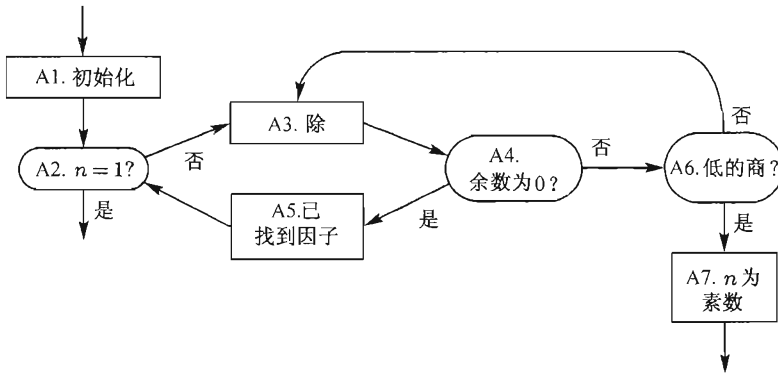 A1. 初始化
A2. n=1?
是
否
A3. 除
A5.已
找到因子
A4.
余数为0?
是
否
A6.低的商?
否
是
A7. n为
素数